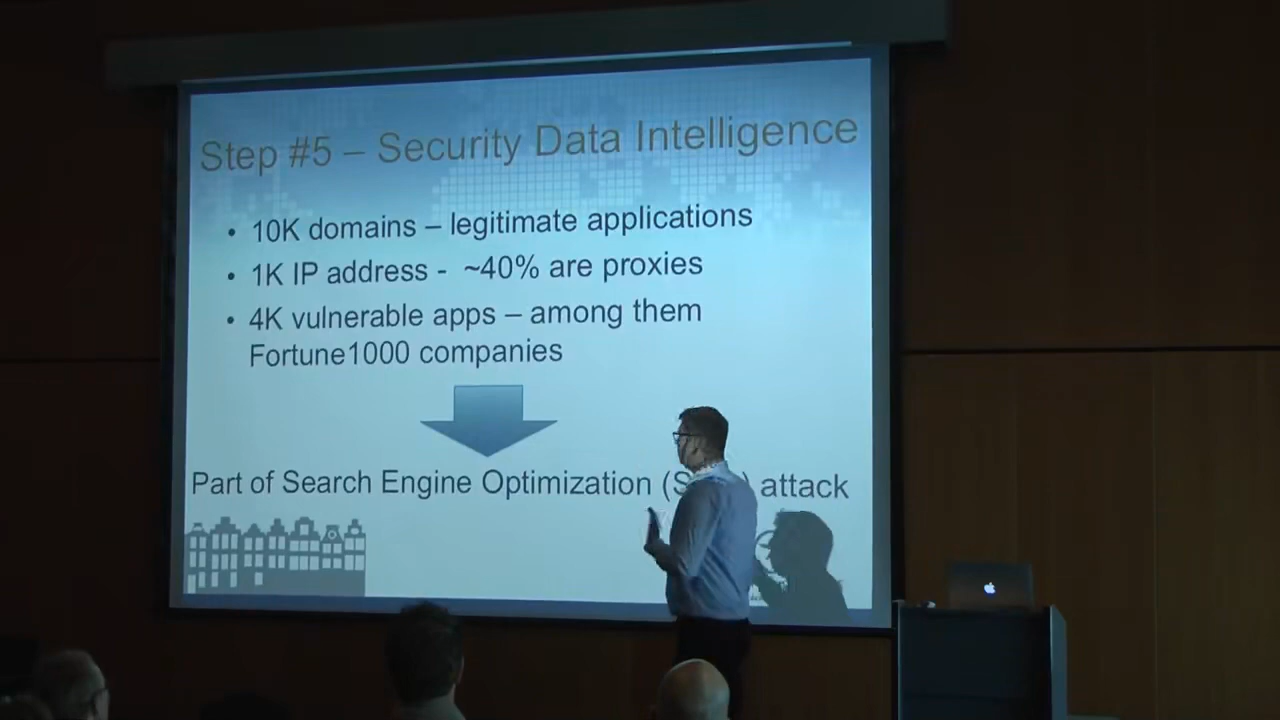 Step #5 – Security Data Intelligence
• 10K domains – legitimate applications
• 1K IP address - ~40% are proxies
• 4K vulnerable apps – among them
Fortune1000 companies
Part of Search Engine Optimization ( ) attack